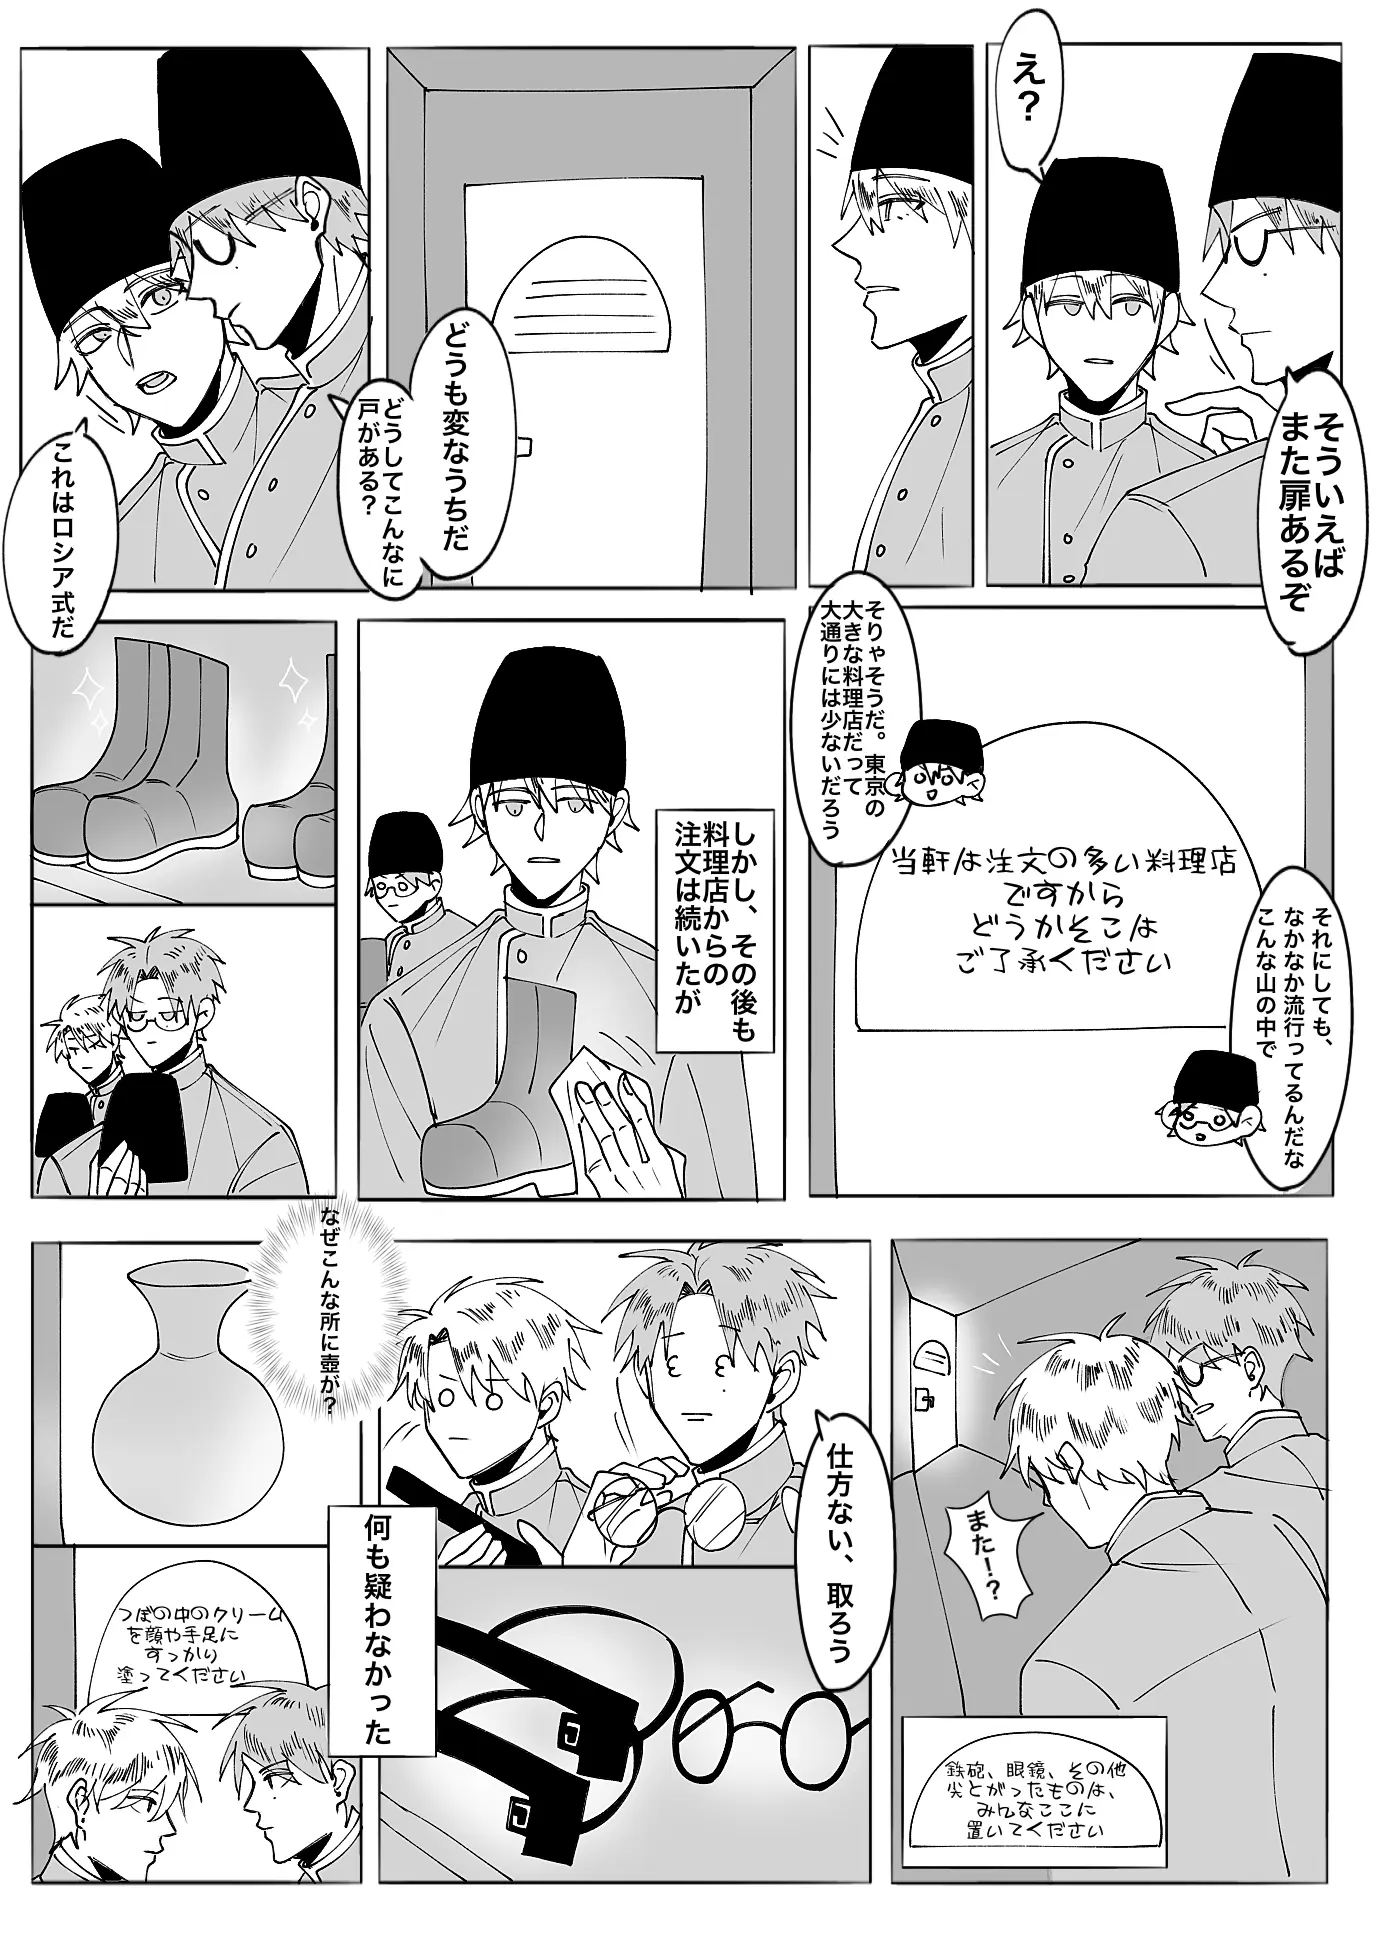 え？
そういえば
また扉あるぞ
どうも変なうちだ
どうしてこんなに
戸がある？
これはロシア式だ
そりゃそうだ。東京の
大きな料理店だって
大通りには少ないだろう
当軒は注文の多い料理店
ですから
どうかそこは
ご了承ください
それにしても、
なかなか流行ってるんだな
こんな山の中で
しかし、その後も
料理店からの
注文は続いたが
また！？
鉄砲、眼鏡、その他
尖とがったものは、
みんなここに
置いてください
仕方ない、取ろう
何も疑わなかった
なぜこんな所に壺が？
つぼの中のクリーム
を顔や手足に
すっかり
塗ってください